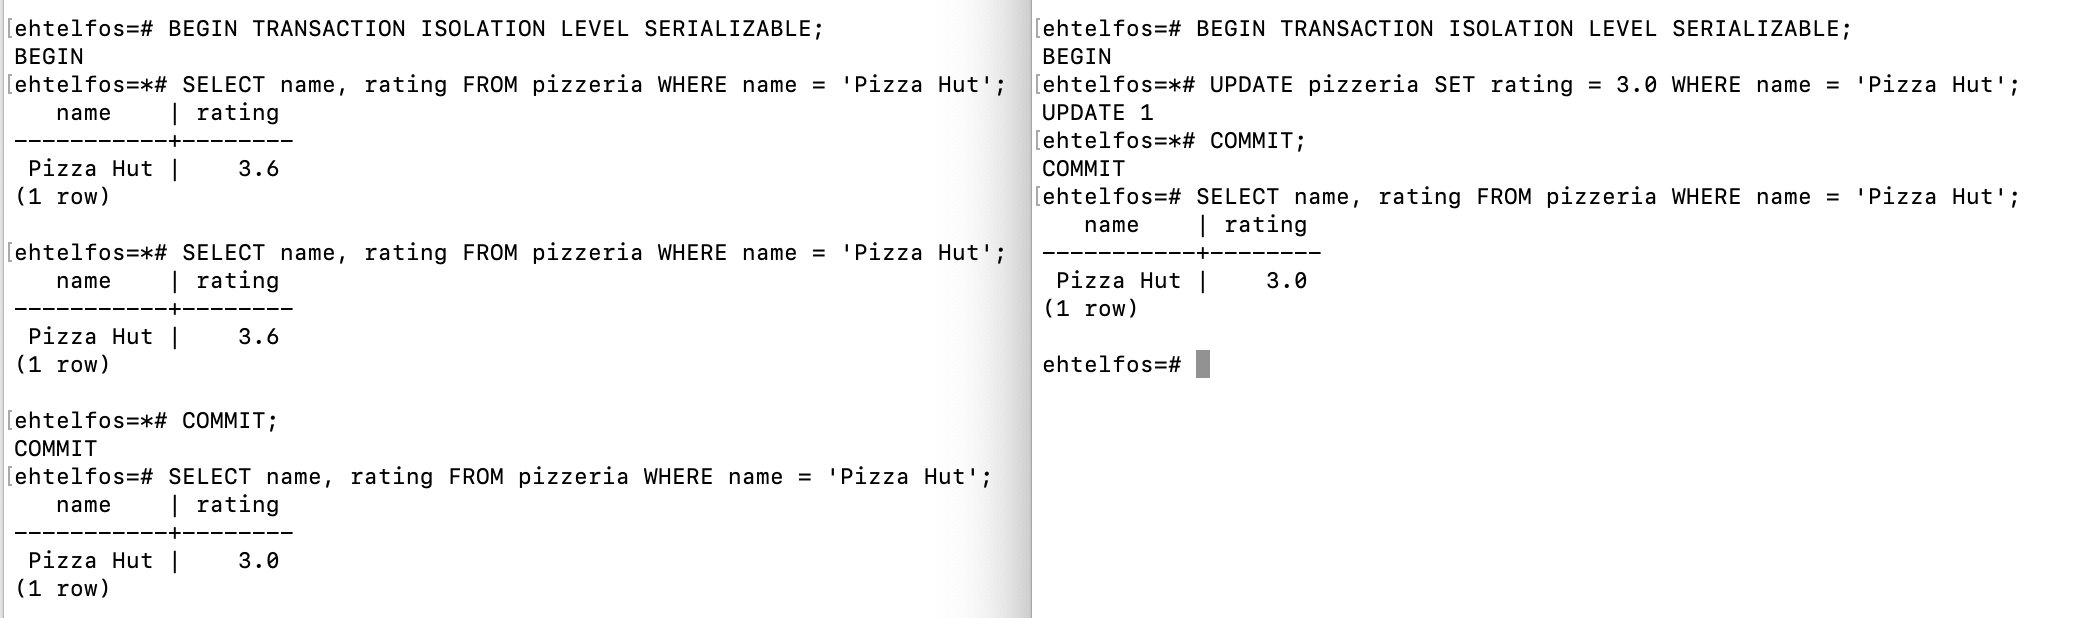 ehtelfos=# BEGIN TRANSACTION ISOLATION LEVEL SERIALIZABLE;
BEGIN
ehtelfos=*# SELECT name, rating FROM pizzeria WHERE name = 'Pizza Hut';
   name    | rating
-----------+--------
 Pizza Hut |    3.6
(1 row)

ehtelfos=*# SELECT name, rating FROM pizzeria WHERE name = 'Pizza Hut';
   name    | rating
-----------+--------
 Pizza Hut |    3.6
(1 row)

ehtelfos=*# COMMIT;
COMMIT
ehtelfos=# SELECT name, rating FROM pizzeria WHERE name = 'Pizza Hut';
   name    | rating
-----------+--------
 Pizza Hut |    3.0
(1 row)

ehtelfos=# BEGIN TRANSACTION ISOLATION LEVEL SERIALIZABLE;
BEGIN
ehtelfos=*# UPDATE pizzeria SET rating = 3.0 WHERE name = 'Pizza Hut';
UPDATE 1
ehtelfos=*# COMMIT;
COMMIT
ehtelfos=# SELECT name, rating FROM pizzeria WHERE name = 'Pizza Hut';
   name    | rating
-----------+--------
 Pizza Hut |    3.0
(1 row)

ehtelfos=#